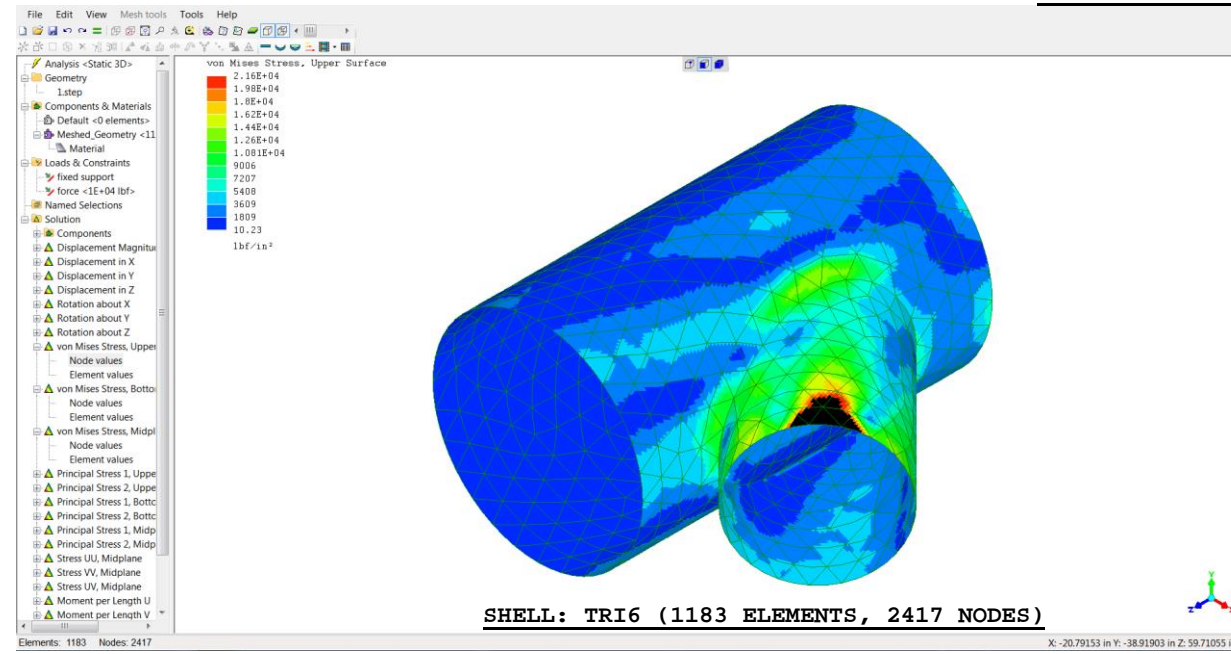 File Edit View Mesh tools Tools Help
Analysis <Static 3D>
Geometry
1.step
Components & Materials
Default <0 elements>
Meshed_Geometry <11
Material
Loads & Constraints
fixed support
force <1E+04 lbf>
Named Selections
Solution
Components
Displacement Magnitu
Displacement in X
Displacement in Y
Displacement in Z
Rotation about X
Rotation about Y
Rotation about Z
von Mises Stress, Upper
Node values
Element values
von Mises Stress, Botto
Node values
Element values
von Mises Stress, Midpl
Node values
Element values
Principal Stress 1, Uppe
Principal Stress 2, Uppe
Principal Stress 1, Bottc
Principal Stress 2, Bottc
Principal Stress 1, Midp
Principal Stress 2, Midp
Stress UU, Midplane
Stress VV, Midplane
Stress UV, Midplane
Moment per Length U
Moment per Length V
von Mises Stress, Upper Surface
2.16E+04
1.98E+04
1.8E+04
1.62E+04
1.44E+04
1.26E+04
1.081E+04
9006
7207
5408
3609
1809
10.23
lbf/in²
SHELL: TRI6 (1183 ELEMENTS, 2417 NODES)
Y
Z
X
Elements: 1183 Nodes: 2417
X: -20.79153 in Y: -38.91903 in Z: 59.71055 i